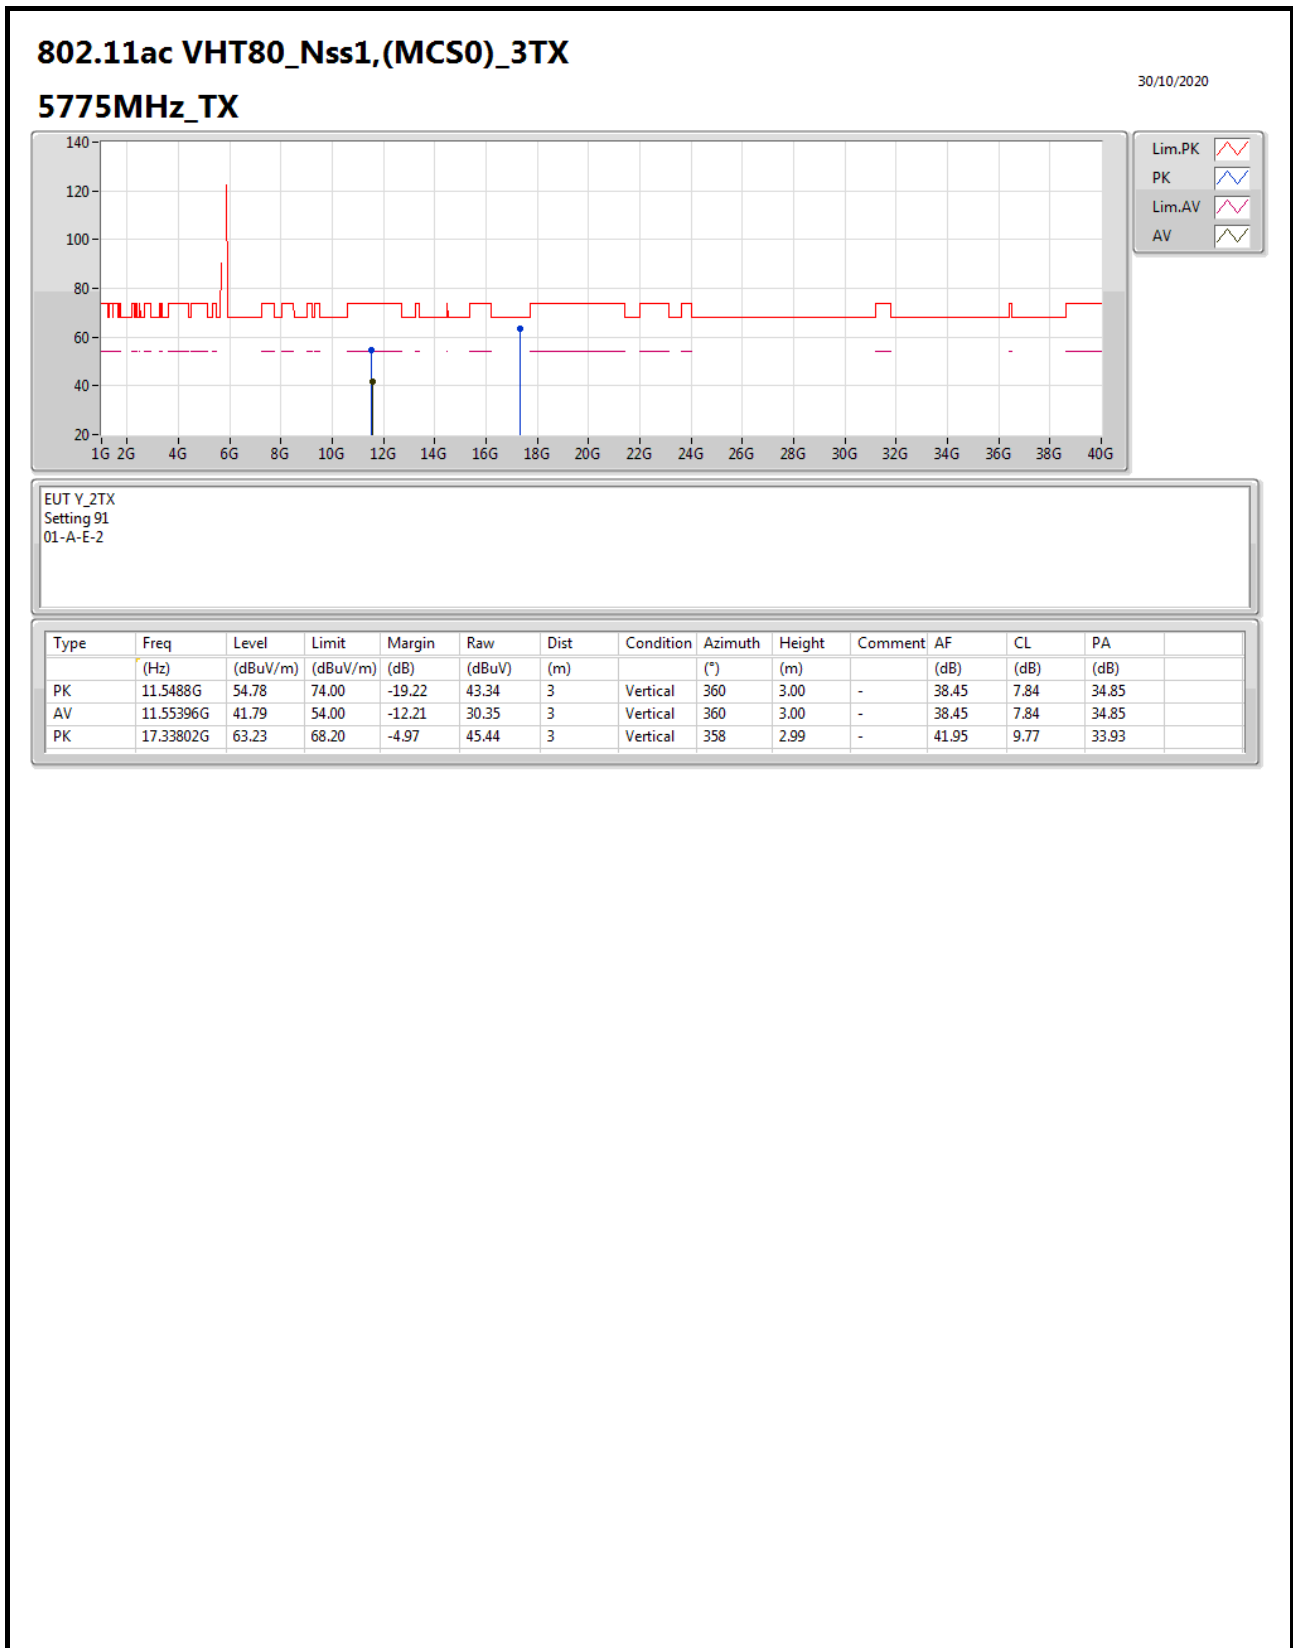 802.11ac VHT80_Nss1,(MCS0)_3TX
30/10/2020
5775MHz_TX
140
120
100
80
60
40
20
1G 2G 4G 6G 8G 10G 12G 14G 16G 18G 20G 22G 24G 26G 28G 30G 32G 34G 36G 38G 40G
Lim.PK
PK
Lim.AV
AV
EUT Y_2TX
Setting 91
01-A-E-2
Type Freq Level Limit Margin Raw Dist Condition Azimuth Height Comment AF CL PA
(Hz) (dBuV/m) (dBuV/m) (dB) (dBuV) (m) (°) (m) (dB) (dB) (dB)
PK 11.5488G 54.78 74.00 -19.22 43.34 3 Vertical 360 3.00 - 38.45 7.84 34.85
AV 11.55396G 41.79 54.00 -12.21 30.35 3 Vertical 360 3.00 - 38.45 7.84 34.85
PK 17.33802G 63.23 68.20 -4.97 45.44 3 Vertical 358 2.99 - 41.95 9.77 33.93